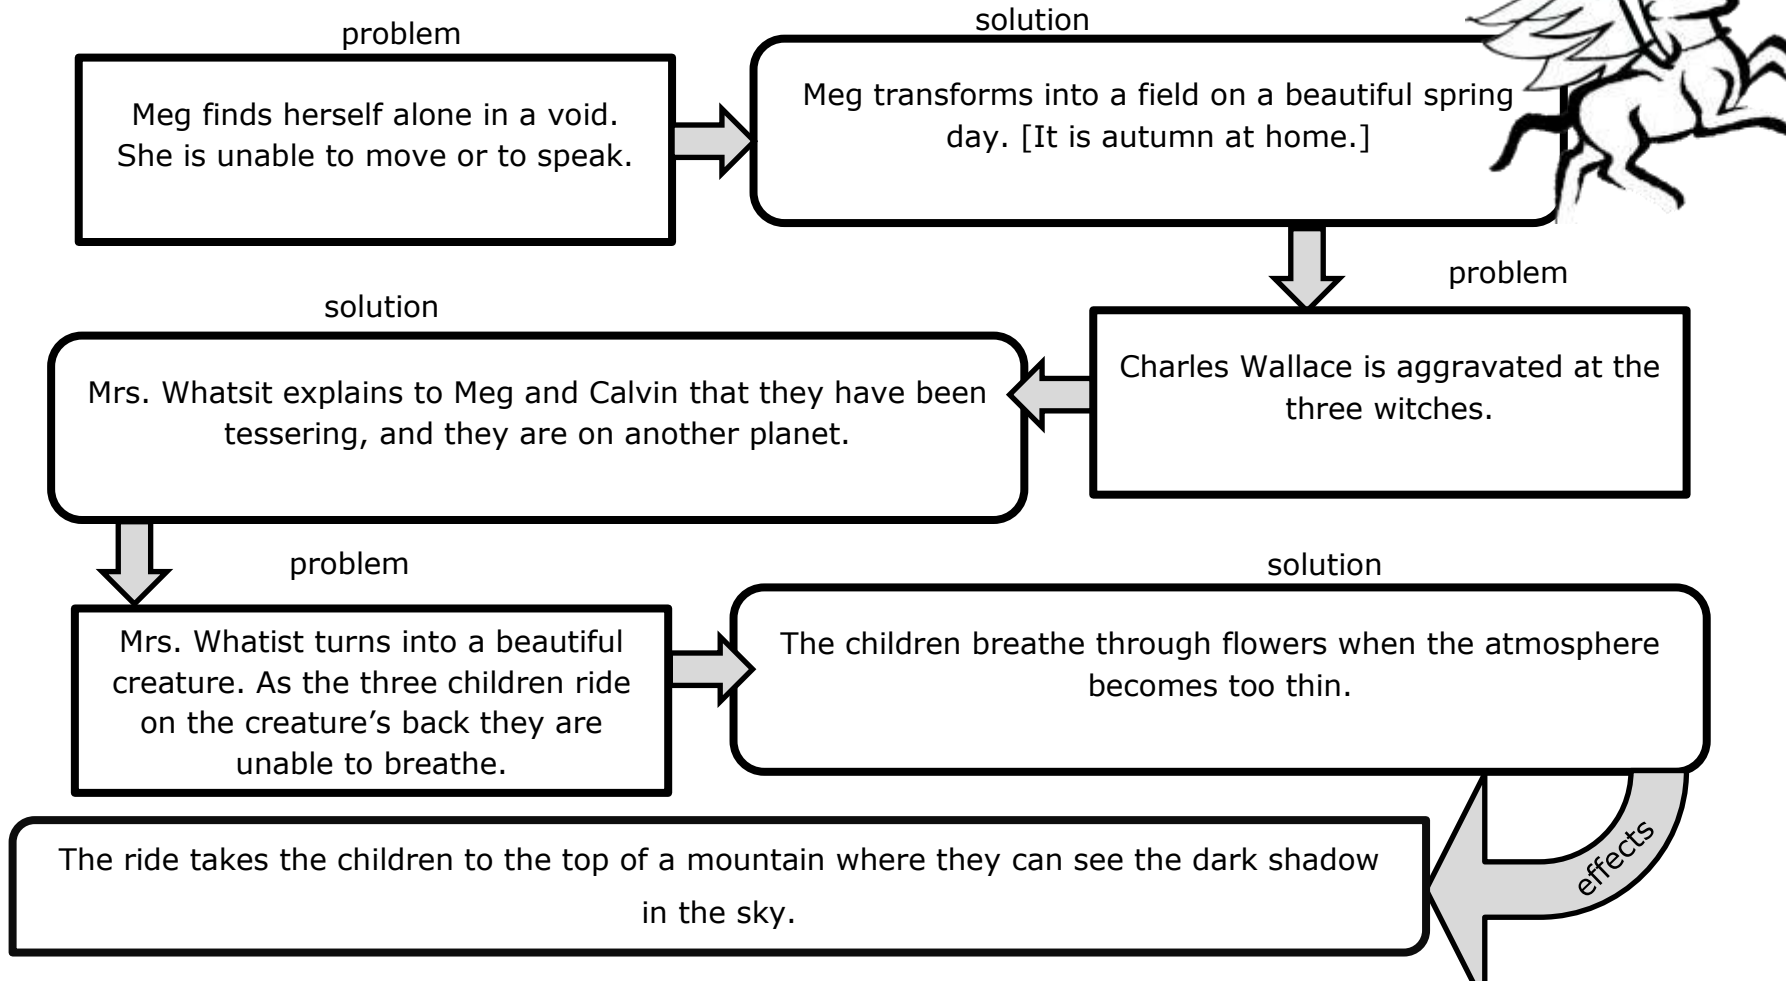 problem
Meg finds herself alone in a void.
She is unable to move or to speak.
solution
Meg transforms into a field on a beautiful spring
day. [It is autumn at home.]
problem
Charles Wallace is aggravated at the
three witches.
solution
Mrs. Whatsit explains to Meg and Calvin that they have been
tessering, and they are on another planet.
problem
Mrs. Whatist turns into a beautiful
creature. As the three children ride
on the creature’s back they are
unable to breathe.
solution
The children breathe through flowers when the atmosphere
becomes too thin.
effects
The ride takes the children to the top of a mountain where they can see the dark shadow
in the sky.